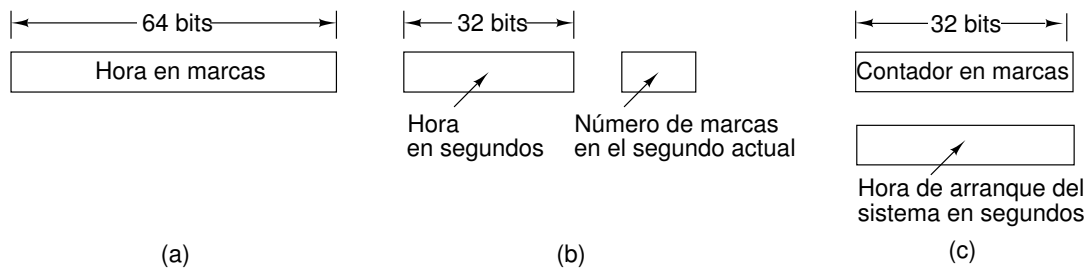 64 bits
Hora en marcas
(a)
32 bits
Hora
en segundos
Número de marcas
en el segundo actual
(b)
32 bits
Contador en marcas
Hora de arranque del
sistema en segundos
(c)